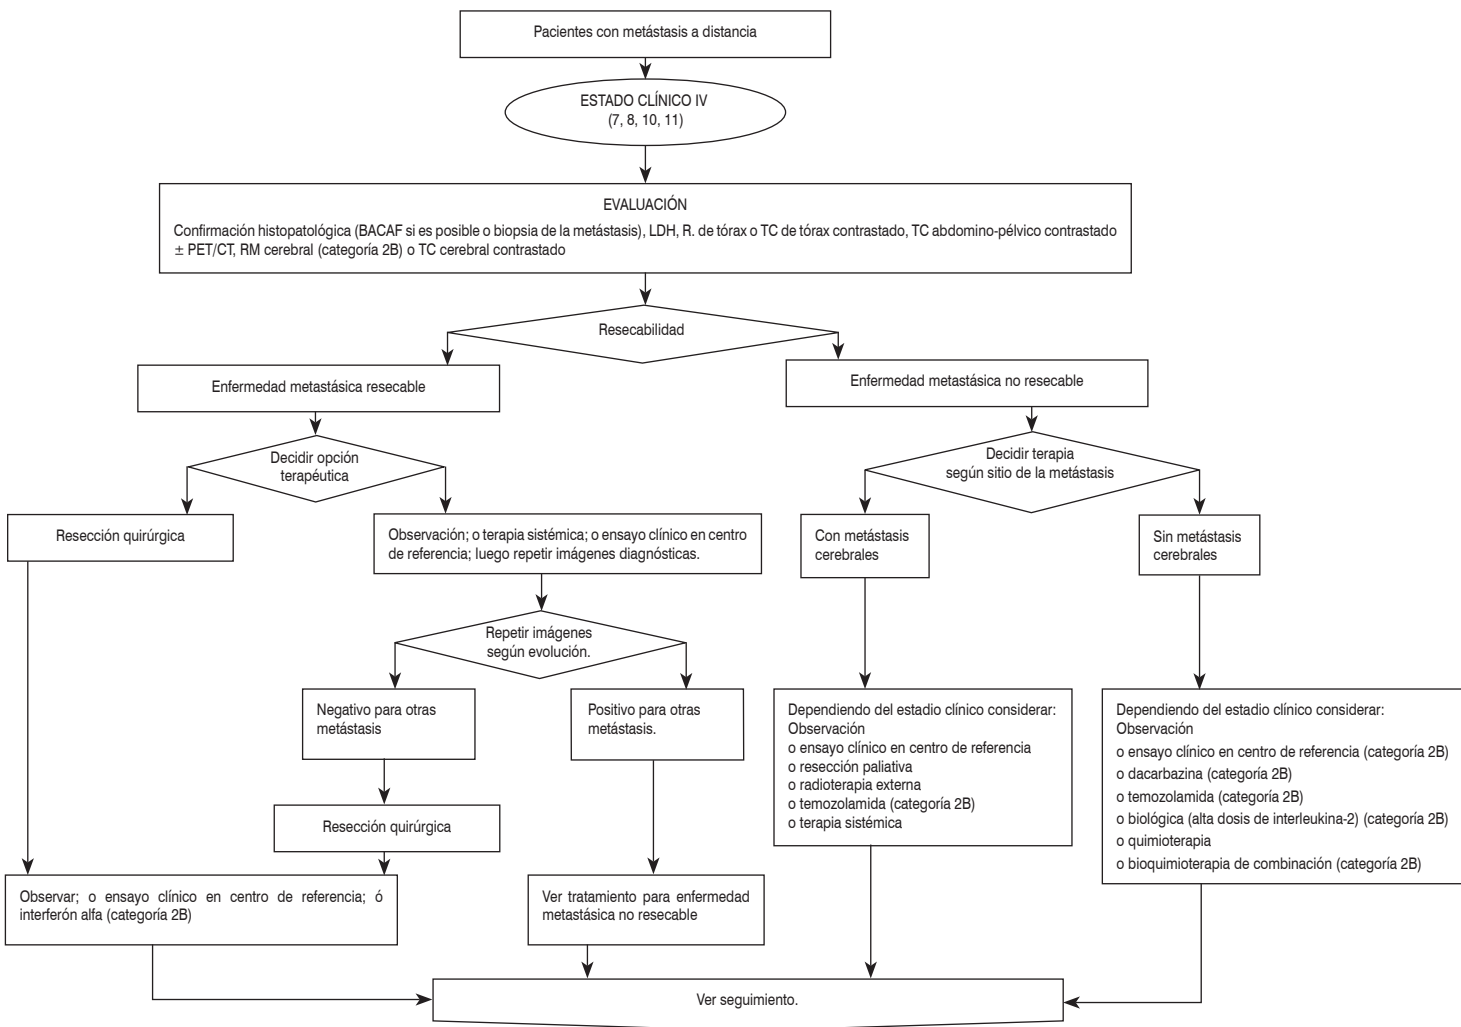 Pacientes con metástasis a distancia
ESTADO CLÍNICO IV
(7, 8, 10, 11)
EVALUACIÓN
Confirmación histopatológica (BACAF si es posible o biopsia de la metástasis), LDH, R. de tórax o TC de tórax contrastado, TC abdomino-pélvico contrastado
± PET/CT, RM cerebral (categoría 2B) o TC cerebral contrastado
Resecabilidad
Enfermedad metastásica resecable
Enfermedad metastásica no resecable
Decidir opción
terapéutica
Decidir terapia
según sitio de la metástasis
Resección quirúrgica
Observación; o terapia sistémica; o ensayo clínico en centro
de referencia; luego repetir imágenes diagnósticas.
Con metástasis
cerebrales
Sin metástasis
cerebrales
Repetir imágenes
según evolución.
Negativo para otras
metástasis
Positivo para otras
metástasis.
Dependiendo del estadio clínico considerar:
Observación
o ensayo clínico en centro de referencia
o resección paliativa
o radioterapia externa
o temozolamida (categoría 2B)
o terapia sistémica
Dependiendo del estadio clínico considerar:
Observación
o ensayo clínico en centro de referencia (categoría 2B)
o dacarbazina (categoría 2B)
o temozolamida (categoría 2B)
o biológica (alta dosis de interleukina-2) (categoría 2B)
o quimioterapia
o bioquimioterapia de combinación (categoría 2B)
Resección quirúrgica
Observar; o ensayo clínico en centro de referencia; ó
interferón alfa (categoría 2B)
Ver tratamiento para enfermedad
metastásica no resecable
Ver seguimiento.